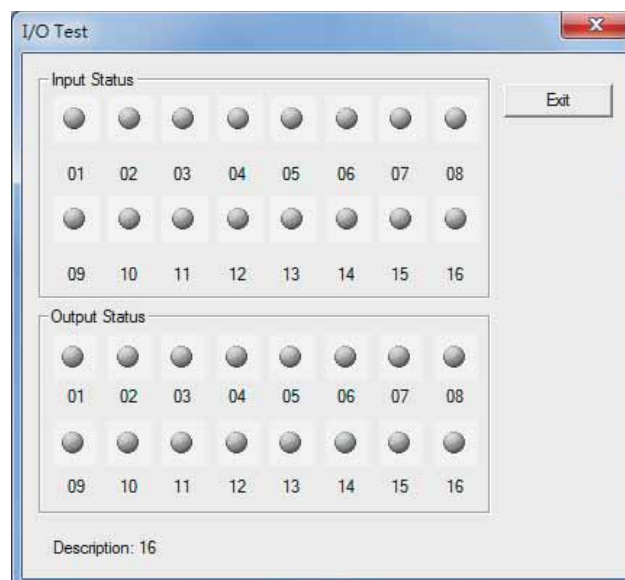 I/O Test
Input Status
Exit
01 02 03 04 05 06 07 08
09 10 11 12 13 14 15 16
Output Status
01 02 03 04 05 06 07 08
09 10 11 12 13 14 15 16
Description: 16